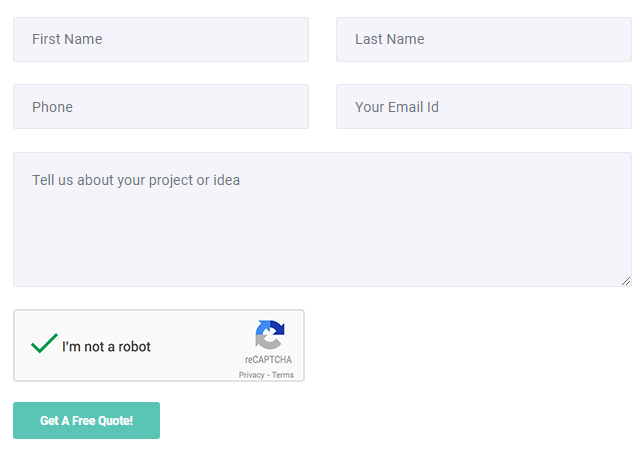 First Name Last Name
Phone Your Email Id
Tell us about your project or idea
I'm not a robot
reCAPTCHA
Privacy - Terms
Get A Free Quote!